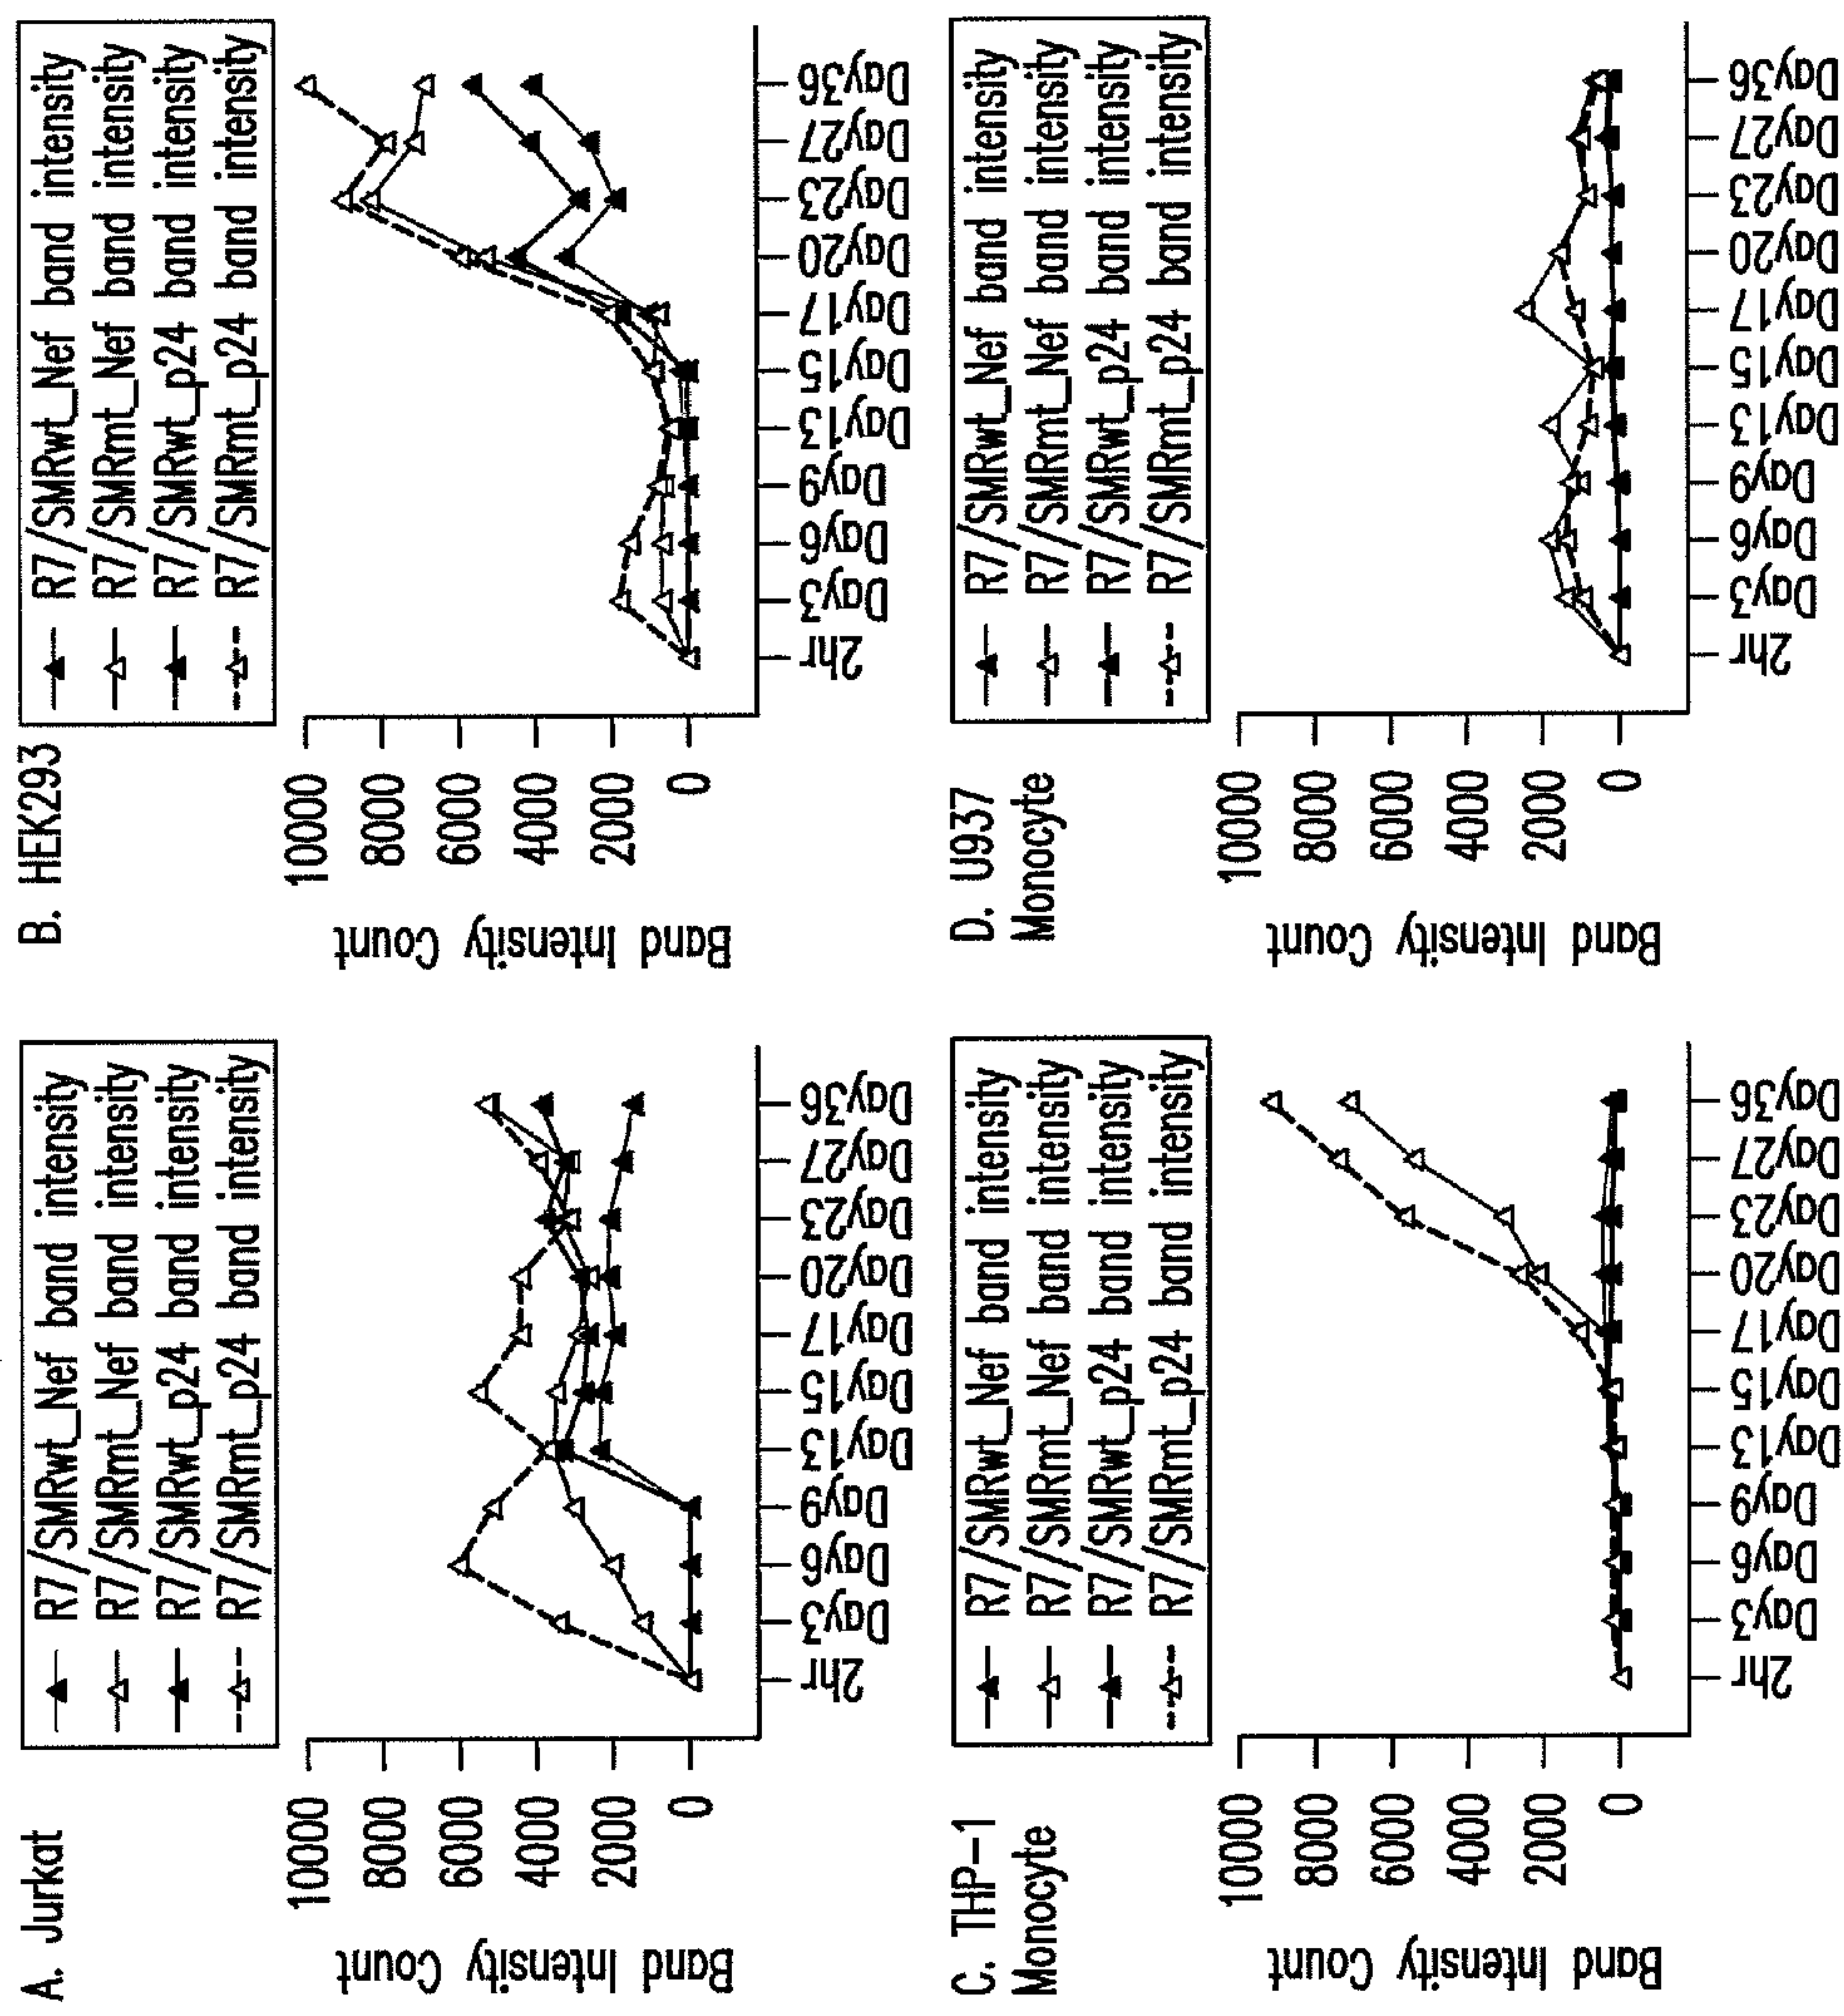 A. Jurkat
R7/SMRwt_Nef band intensity
R7/SMRmt_Nef band intensity
R7/SMRwt_p24 band intensity
R7/SMRmt_p24 band intensity
Band Intensity Count
10000
8000
6000
4000
2000
0
2hr
Day3
Day6
Day9
Day13
Day15
Day17
Day20
Day23
Day27
Day36
B. HEK293
R7/SMRwt_Nef band intensity
R7/SMRmt_Nef band intensity
R7/SMRwt_p24 band intensity
R7/SMRmt_p24 band intensity
Band Intensity Count
10000
8000
6000
4000
2000
0
2hr
Day3
Day6
Day9
Day13
Day15
Day17
Day20
Day23
Day27
Day36
C. THP-1
Monocyte
R7/SMRwt_Nef band intensity
R7/SMRmt_Nef band intensity
R7/SMRwt_p24 band intensity
R7/SMRmt_p24 band intensity
Band Intensity Count
10000
8000
6000
4000
2000
0
2hr
Day3
Day6
Day9
Day13
Day15
Day17
Day20
Day23
Day27
Day36
D. U937
Monocyte
R7/SMRwt_Nef band intensity
R7/SMRmt_Nef band intensity
R7/SMRwt_p24 band intensity
R7/SMRmt_p24 band intensity
Band Intensity Count
10000
8000
6000
4000
2000
0
2hr
Day3
Day6
Day9
Day13
Day15
Day17
Day20
Day23
Day27
Day36